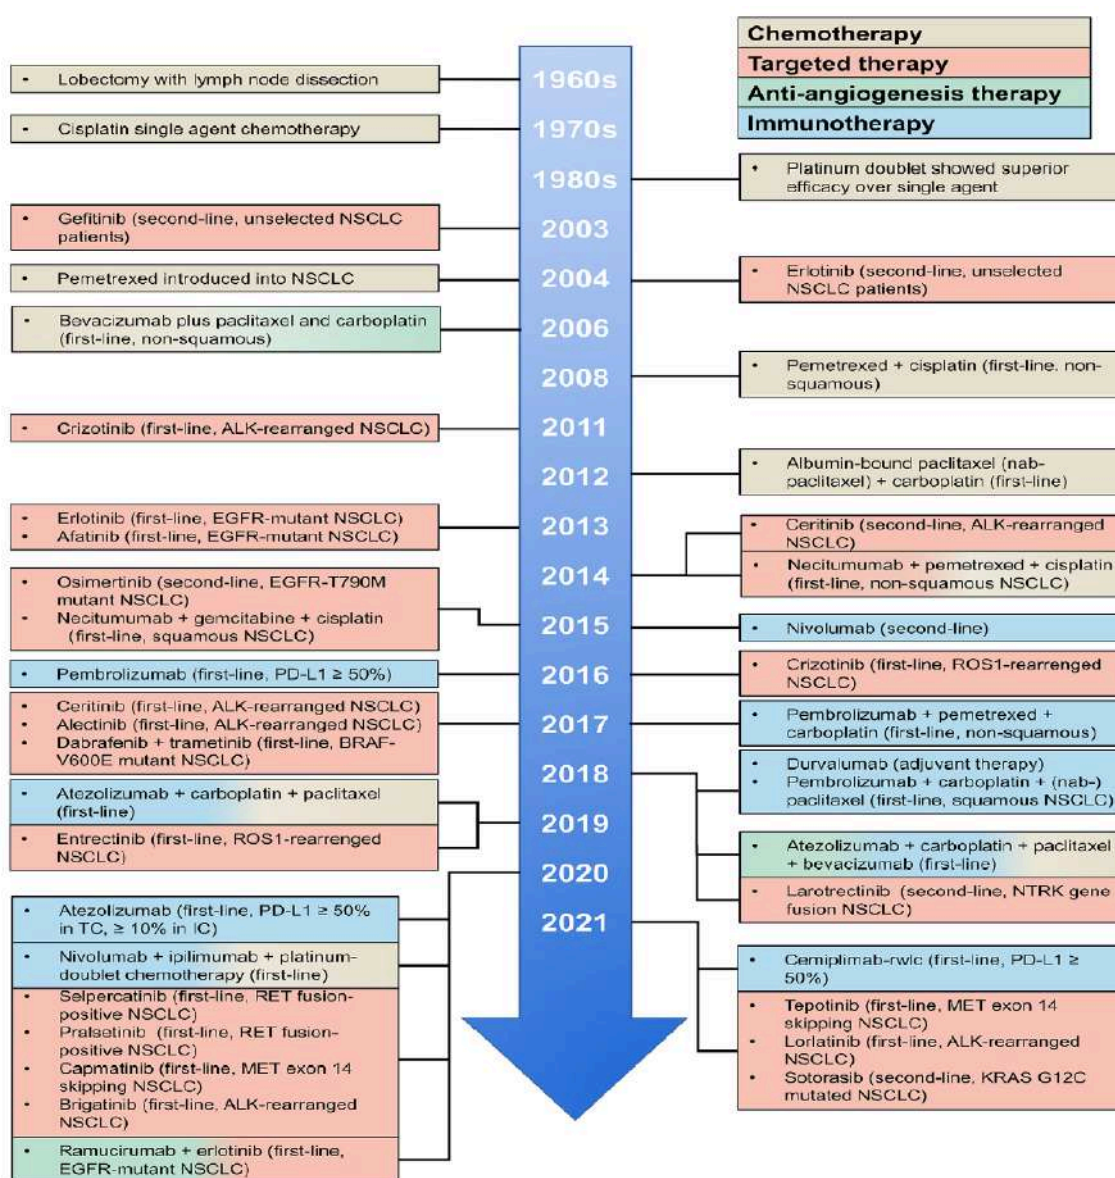 Chemotherapy
Targeted therapy
Anti-angiogenesis therapy
Immunotherapy
1960s
• Lobectomy with lymph node dissection
1970s
• Cisplatin single agent chemotherapy
1980s
• Platinum doublet showed superior
efficacy over single agent
2003
• Gefitinib (second-line, unselected NSCLC
patients)
2004
• Pemetrexed introduced into NSCLC
• Erlotinib (second-line, unselected
NSCLC patients)
2006
• Bevacizumab plus paclitaxel and carboplatin
(first-line, non-squamous)
2008
• Pemetrexed + cisplatin (first-line. non-
squamous)
2011
• Crizotinib (first-line, ALK-rearranged NSCLC)
2012
• Albumin-bound paclitaxel (nab-
paclitaxel) + carboplatin (first-line)
2013
• Erlotinib (first-line, EGFR-mutant NSCLC)
• Afatinib (first-line, EGFR-mutant NSCLC)
2014
• Ceritinib (second-line, ALK-rearranged
NSCLC)
• Necitumumab + pemetrexed + cisplatin
(first-line, non-squamous NSCLC)
2015
• Osimertinib (second-line, EGFR-T790M
mutant NSCLC)
• Necitumumab + gemcitabine + cisplatin
(first-line, squamous NSCLC)
• Nivolumab (second-line)
2016
• Pembrolizumab (first-line, PD-L1 ≥ 50%)
• Crizotinib (first-line, ROS1-rearrenged
NSCLC)
2017
• Ceritinib (first-line, ALK-rearranged NSCLC)
• Alectinib (first-line, ALK-rearranged NSCLC)
• Dabrafenib + trametinib (first-line, BRAF-
V600E mutant NSCLC)
• Pembrolizumab + pemetrexed +
carboplatin (first-line, non-squamous)
2018
• Durvalumab (adjuvant therapy)
• Pembrolizumab + carboplatin + (nab-)
paclitaxel (first-line, squamous NSCLC)
• Atezolizumab + carboplatin + paclitaxel
+ bevacizumab (first-line)
• Larotrectinib (second-line, NTRK gene
fusion NSCLC)
2019
• Atezolizumab + carboplatin + paclitaxel
(first-line)
• Entrectinib (first-line, ROS1-rearrenged
NSCLC)
2020
• Atezolizumab (first-line, PD-L1 ≥ 50%
in TC, ≥ 10% in IC)
• Nivolumab + ipilimumab + platinum-
doublet chemotherapy (first-line)
• Selpercatinib (first-line, RET fusion-
positive NSCLC)
• Pralsetinib (first-line, RET fusion-
positive NSCLC)
• Capmatinib (first-line, MET exon 14
skipping NSCLC)
• Brigatinib (first-line, ALK-rearranged
NSCLC)
• Ramucirumab + erlotinib (first-line,
EGFR-mutant NSCLC)
2021
• Cemiplimab-rwlc (first-line, PD-L1 ≥
50%)
• Tepotinib (first-line, MET exon 14
skipping NSCLC)
• Lorlatinib (first-line, ALK-rearranged
NSCLC)
• Sotorasib (second-line, KRAS G12C
mutated NSCLC)